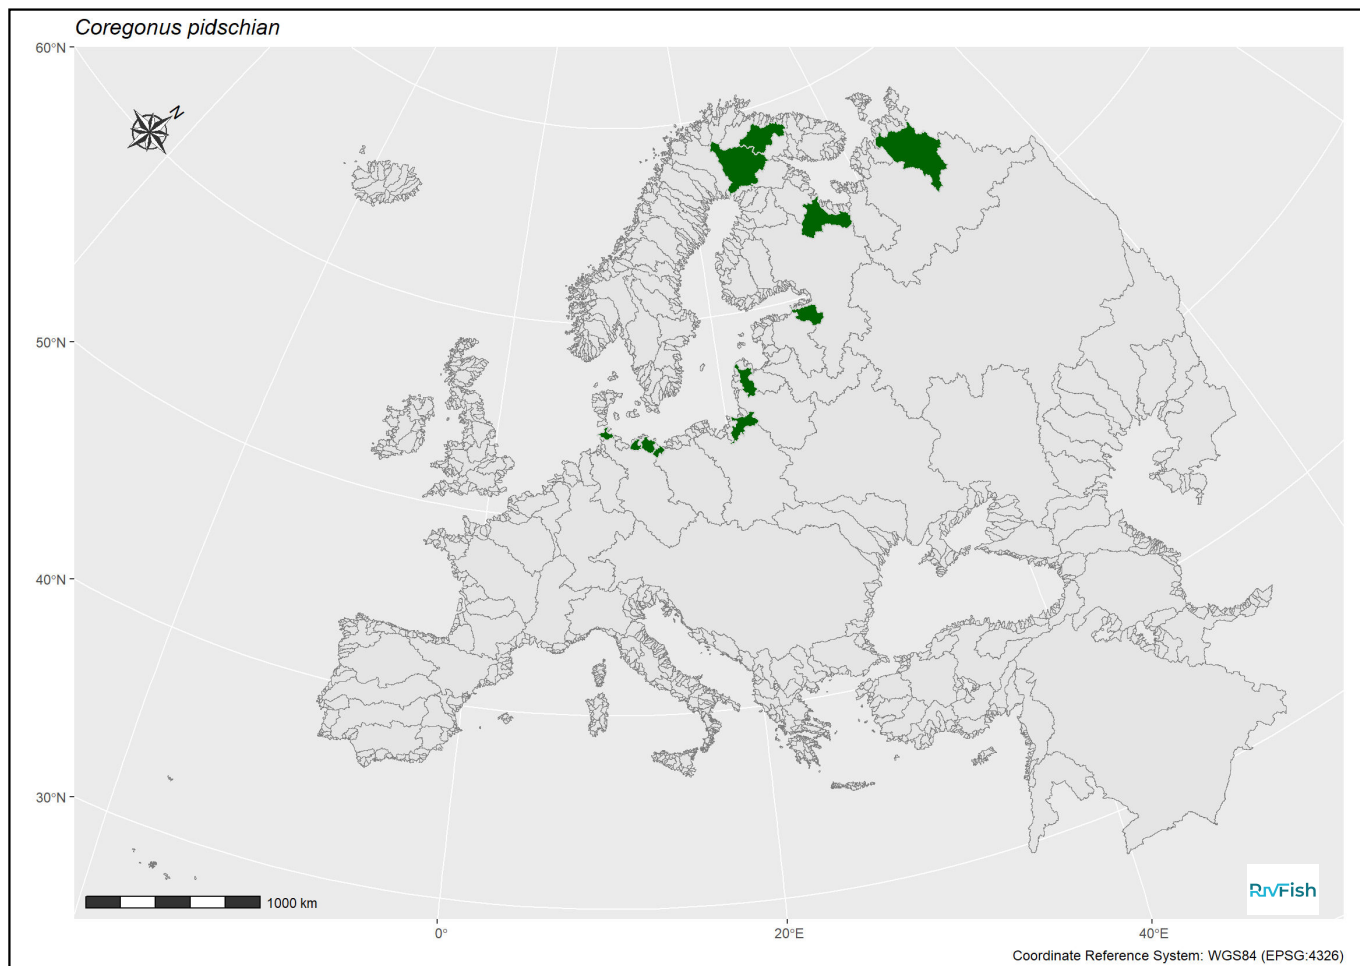 Coregonus pidschian
60°N
N
50°N
40°N
30°N
1000 km
RIVFish
0°
20°E
40°E
Coordinate Reference System: WGS84 (EPSG:4326)